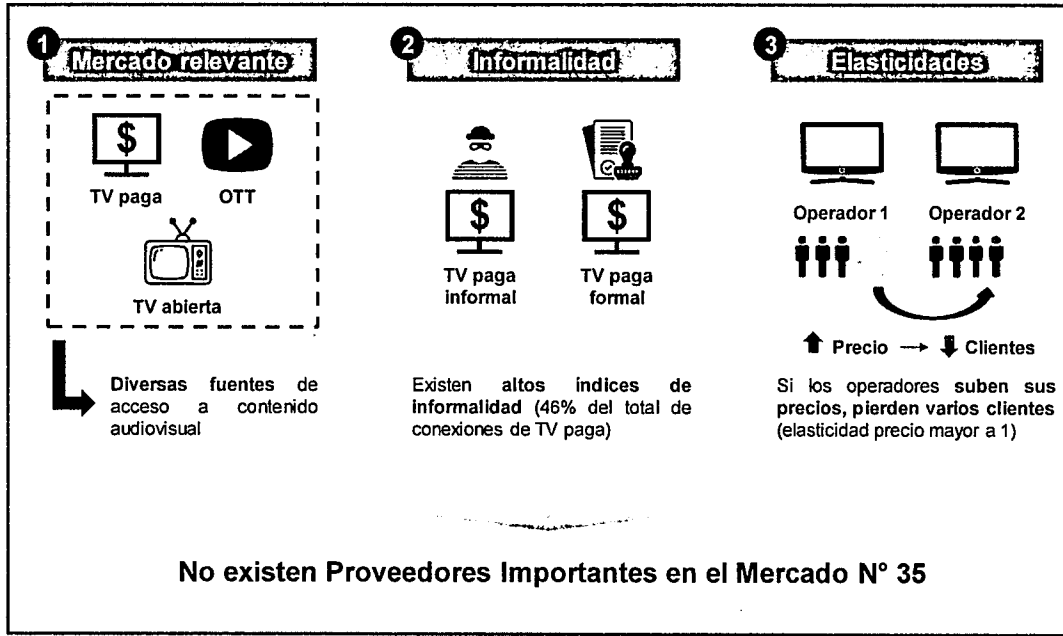 1
Mercado relevante
$
TV paga
OTT
TV abierta
Diversas fuentes de
acceso a contenido
audiovisual
2
Informalidad
$
TV paga
informal
$
TV paga
formal
Existen altos índices de
informalidad (46% del total de
conexiones de TV paga)
3
Elasticidades
Operador 1
Operador 2
Precio → Clientes
Si los operadores suben sus
precios, pierden varios clientes
(elasticidad precio mayor a 1)
No existen Proveedores Importantes en el Mercado N° 35